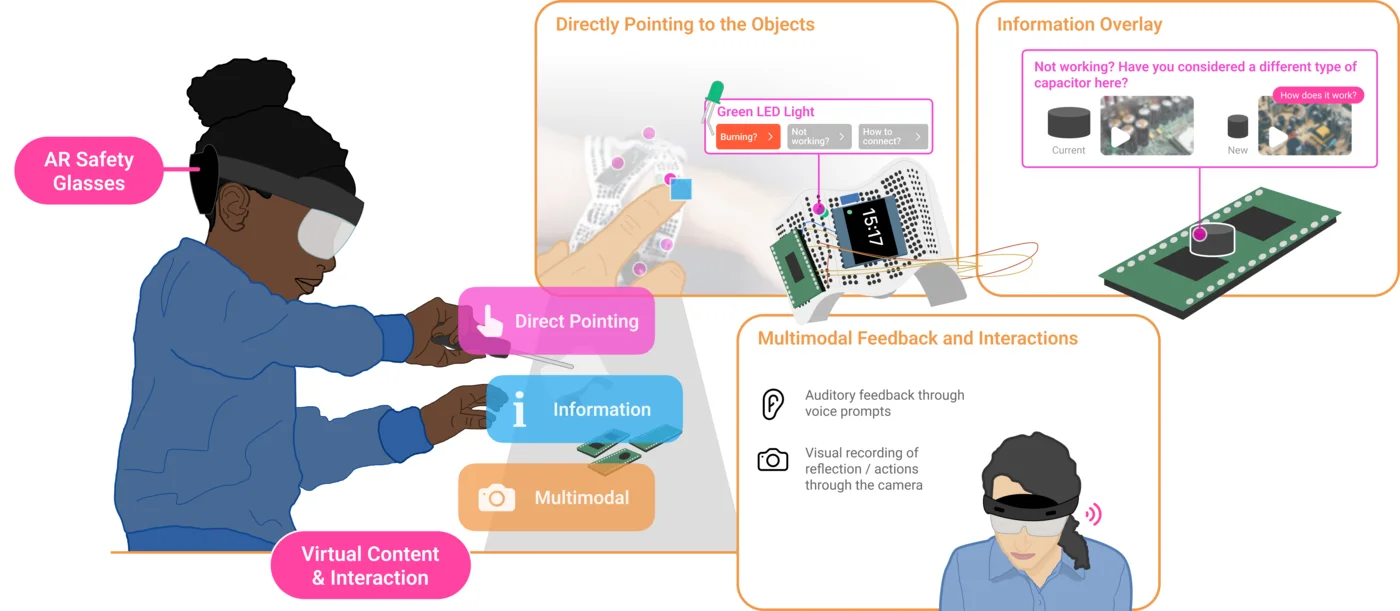 AR Safety
Glasses
Direct Pointing
Information
Multimodal
Virtual Content
& Interaction
Directly Pointing to the Objects
Green LED Light
Burning?
Not
working?
How to
connect?
15:17
Information Overlay
Not working? Have you considered a different type of
capacitor here?
How does it work?
Current
New
Multimodal Feedback and Interactions
Auditory feedback through
voice prompts
Visual recording of
reflection / actions
through the camera